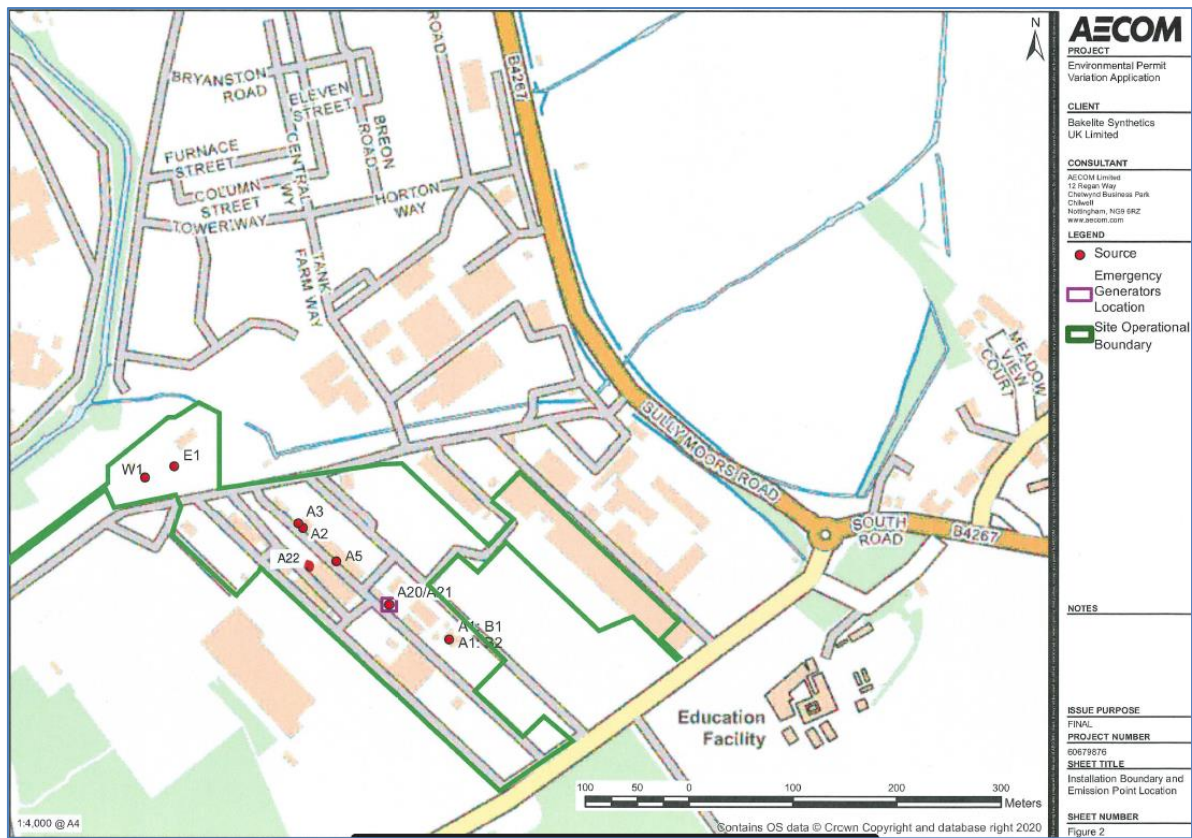 BRYANSTON
ROAD
ELEVEN
STREET
FURNACE
STREET
COLUMN
STREET
TOWER WAY
CENTRAL
WY
BREON
ROAD
HORTON
WAY
TANK
FARM WAY
ROAD
B4267
SULLY MOORS ROAD
SOUTH
ROAD
B4267
MEADOW
VIEW
COURT
W1
E1
A3
A2
A5
A22
A20/A21
A1: B1
A1: B2
Education
Facility
N
100 50 0 100 200 300
Meters
1:4,000 @ A4
Contains OS data © Crown Copyright and database right 2020
AECOM
PROJECT
Environmental Permit
Variation Application
CLIENT
Bakelite Synthetics
UK Limited
CONSULTANT
AECOM Limited
12 Regan Way
Chetwynd Business Park
Chilwell
Nottingham, NG9 6RZ
www.aecom.com
LEGEND
Source
Emergency
Generators
Location
Site Operational
Boundary
NOTES
ISSUE PURPOSE
FINAL
PROJECT NUMBER
60679876
SHEET TITLE
Installation Boundary and
Emission Point Location
SHEET NUMBER
Figure 2